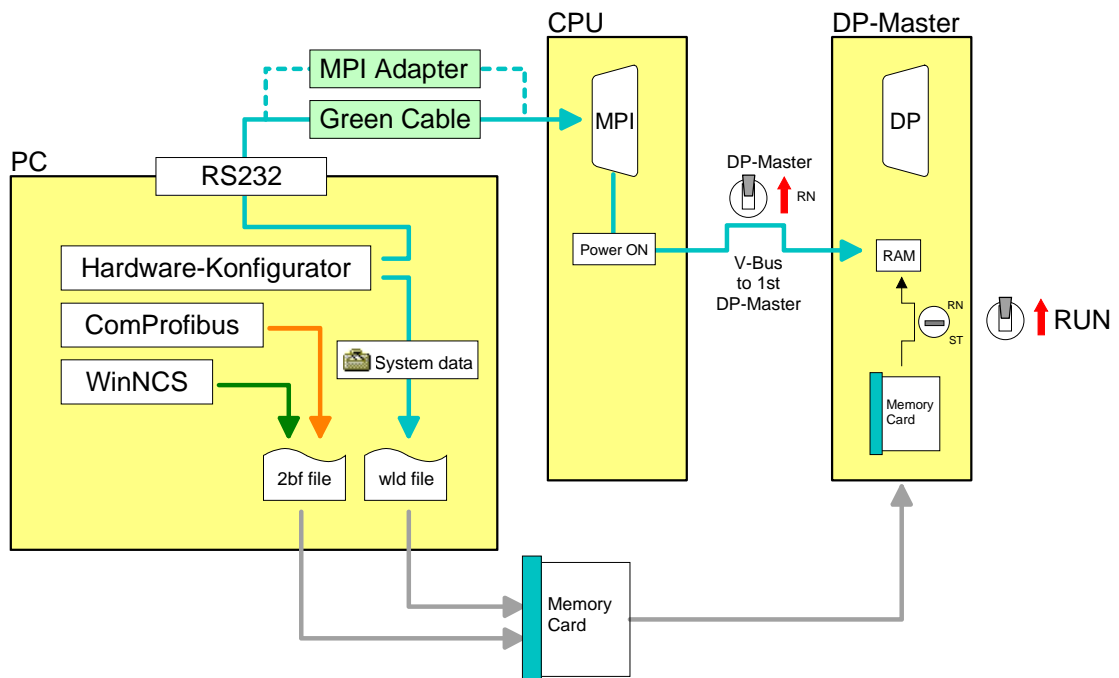 CPU
DP-Master
MPI Adapter
Green Cable
MPI
DP
PC
RS232
DP-Master
RN
Hardware-Konfigurator
Power ON
V-Bus
to 1st
DP-Master
RAM
ComProfibus
RN
ST
RUN
System data
WinNCS
Memory
Card
2bf file
wld file
Memory
Card